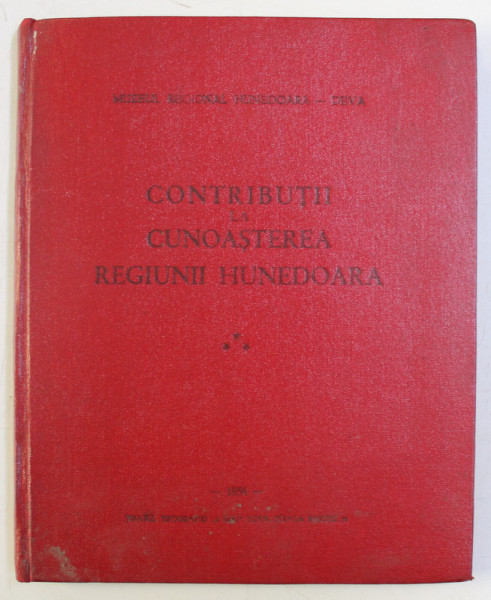 MUZEUL REGIONAL HUNEDOARA - DEVA
CONTRIBUȚII
LA
CUNOAȘTEREA
REGIUNII HUNEDOARA